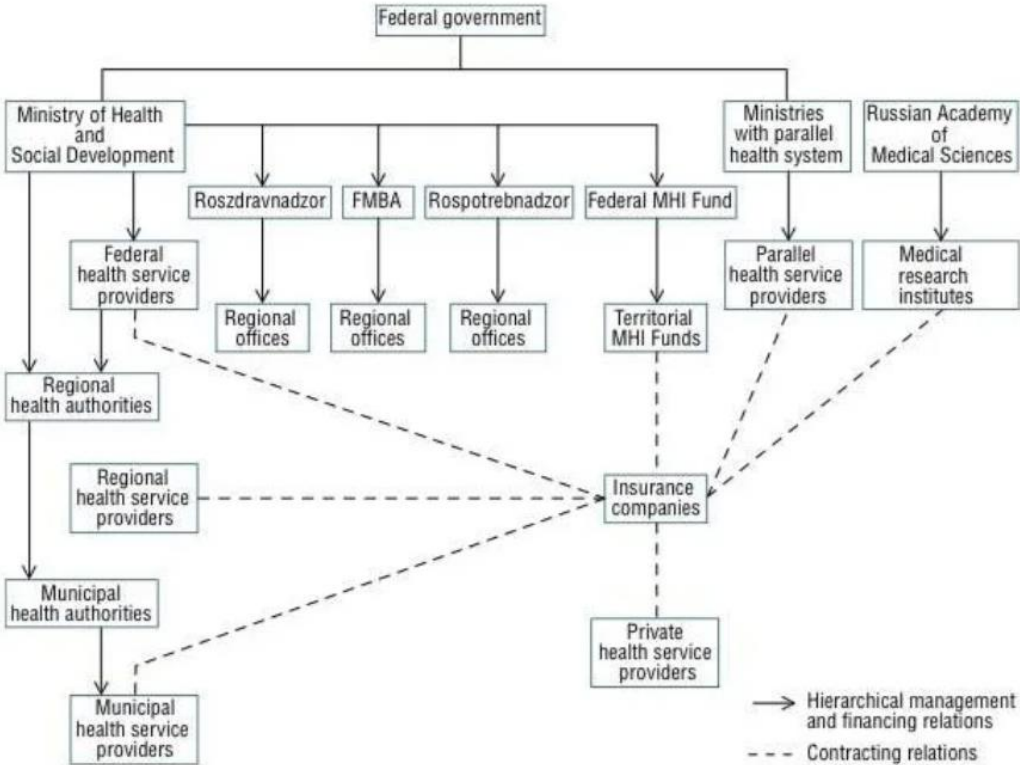 Federal government
Ministry of Health
and
Social Development
Ministries
with parallel
health system
Russian Academy
of
Medical Sciences
Roszdravnadzor
FMBA
Rospotrebnadzor
Federal MHI Fund
Federal
health service
providers
Parallel
health service
providers
Medical
research
institutes
Regional
offices
Regional
offices
Regional
offices
Territorial
MHI Funds
Regional
health authorities
Regional
health service
providers
Insurance
companies
Municipal
health authorities
Private
health service
providers
Municipal
health service
providers
Hierarchical management
and financing relations
Contracting relations